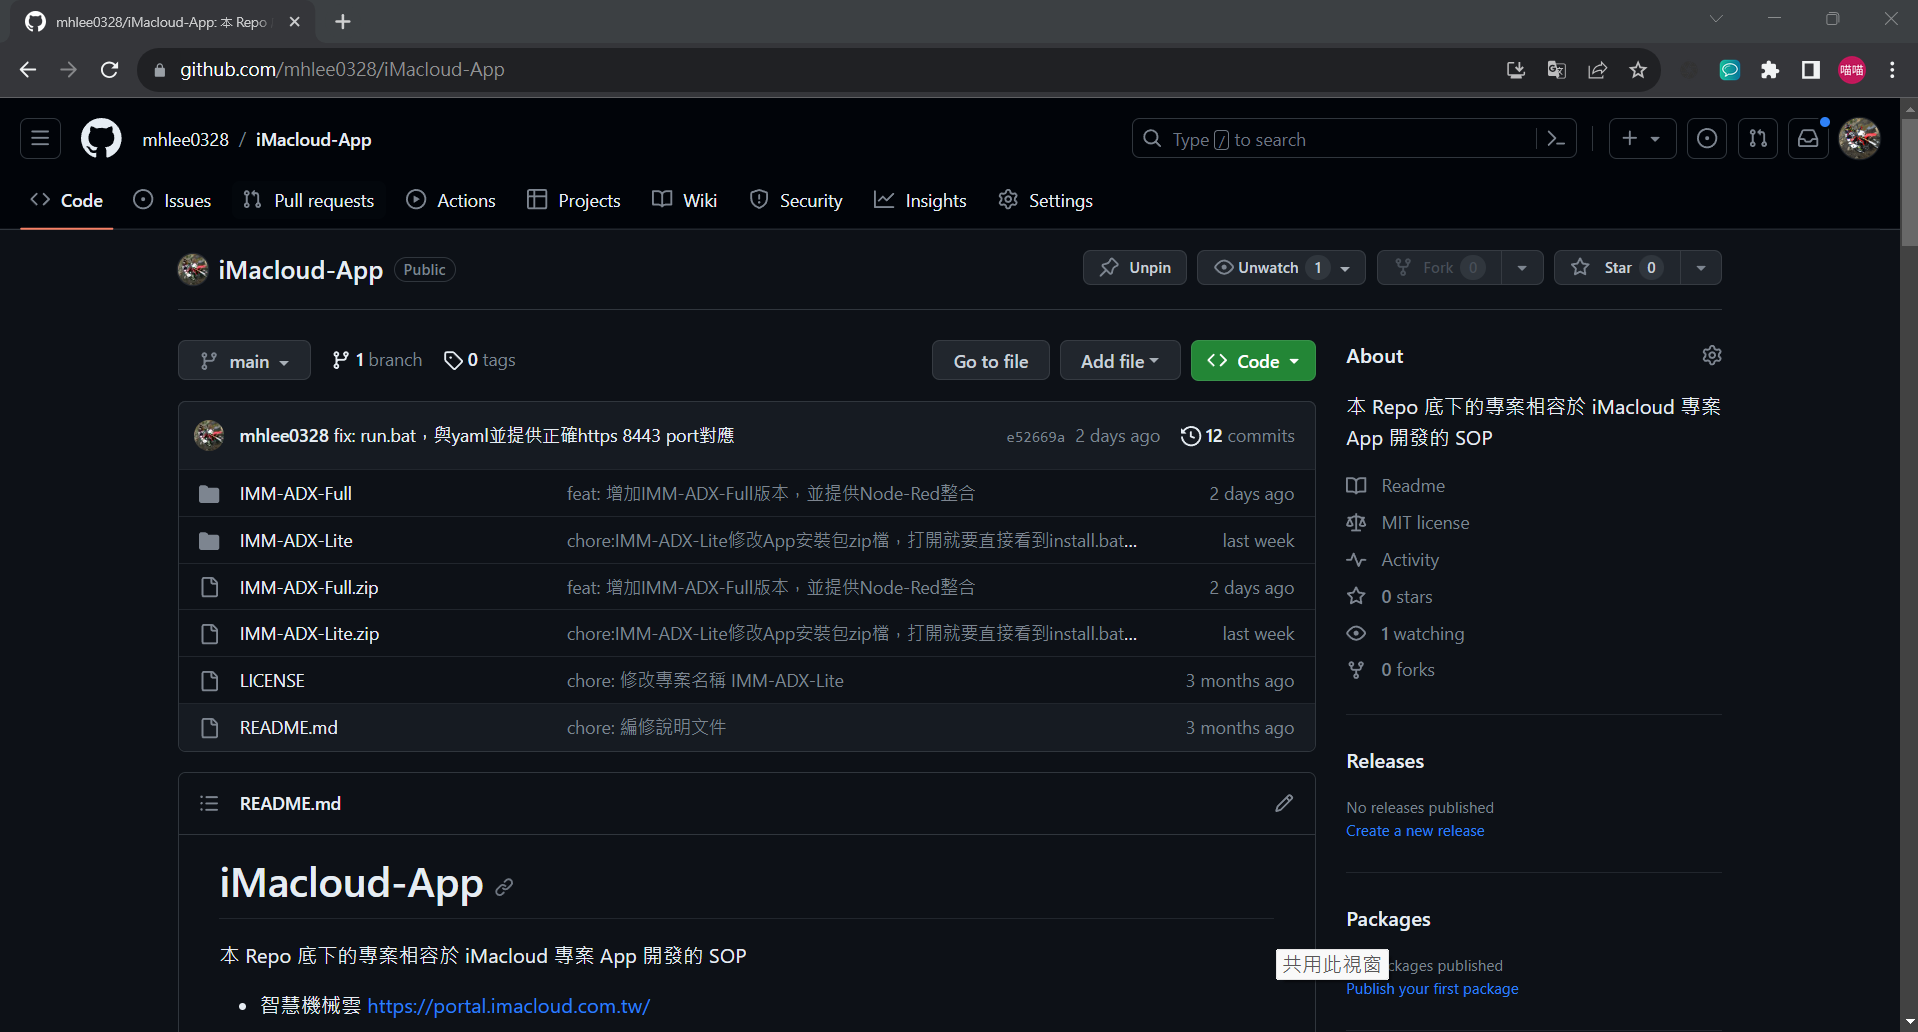 mhlee0328/iMacloud-App: 本 Repo
github.com/mhlee0328/iMacloud-App
喵喵
mhlee0328 / iMacloud-App
Type / to search
Code Issues Pull requests Actions Projects Wiki Security Insights Settings
iMacloud-App Public
Unpin Unwatch 1 Fork 0 Star 0
main 1 branch 0 tags
Go to file Add file Code
mhlee0328 fix: run.bat，與yaml並提供正確https 8443 port對應 e52669a 2 days ago 12 commits
IMM-ADX-Full feat: 增加IMM-ADX-Full版本，並提供Node-Red整合 2 days ago
IMM-ADX-Lite chore:IMM-ADX-Lite修改App安裝包zip檔，打開就要直接看到install.bat... last week
IMM-ADX-Full.zip feat: 增加IMM-ADX-Full版本，並提供Node-Red整合 2 days ago
IMM-ADX-Lite.zip chore:IMM-ADX-Lite修改App安裝包zip檔，打開就要直接看到install.bat... last week
LICENSE chore: 修改專案名稱 IMM-ADX-Lite 3 months ago
README.md chore: 編修說明文件 3 months ago
README.md
iMacloud-App
本 Repo 底下的專案相容於 iMacloud 專案 App 開發的 SOP
智慧機械雲 https://portal.imacloud.com.tw/
About
本 Repo 底下的專案相容於 iMacloud 專案
App 開發的 SOP
Readme
MIT license
Activity
0 stars
1 watching
0 forks
Releases
No releases published
Create a new release
Packages
共用此視窗
ckages published
Publish your first package